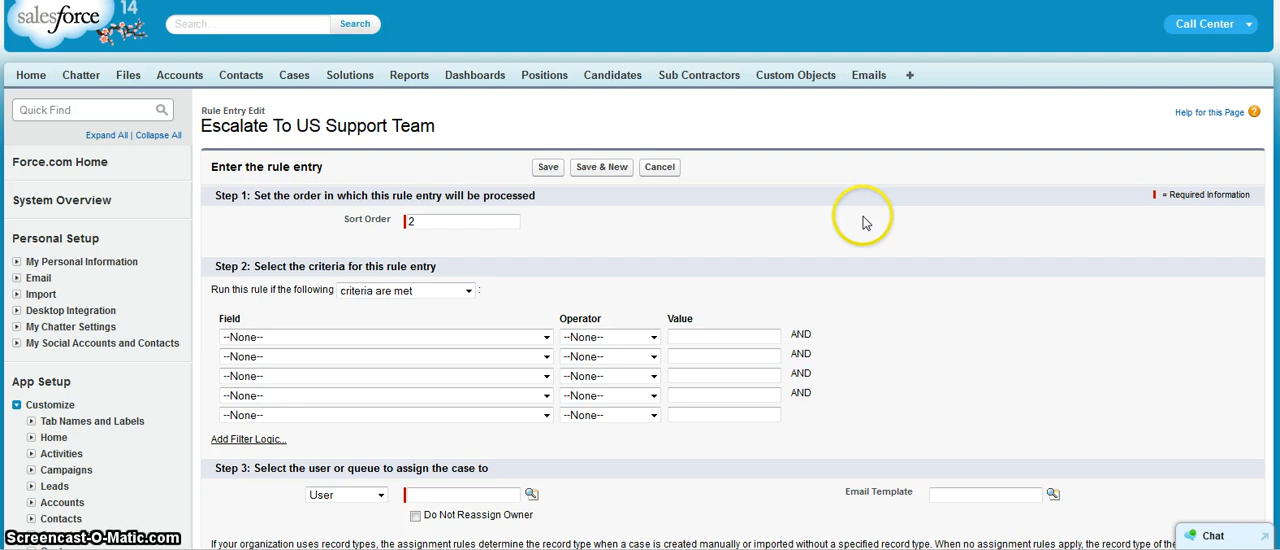 salesforce
14
Search...
Search
Call Center
Home Chatter Files Accounts Contacts Cases Solutions Reports Dashboards Positions Candidates Sub Contractors Custom Objects Emails +
Quick Find
Expand All | Collapse All
Force.com Home
System Overview
Personal Setup
My Personal Information
Email
Import
Desktop Integration
My Chatter Settings
My Social Accounts and Contacts
App Setup
Customize
Tab Names and Labels
Home
Activities
Campaigns
Leads
Accounts
Contacts
Rule Entry Edit
Escalate To US Support Team
Help for this Page ?
Enter the rule entry Save Save & New Cancel
Step 1: Set the order in which this rule entry will be processed
= Required Information
Sort Order 2
Step 2: Select the criteria for this rule entry
Run this rule if the following criteria are met :
Field Operator Value
--None-- --None-- AND
--None-- --None-- AND
--None-- --None-- AND
--None-- --None-- AND
--None-- --None--
Add Filter Logic...
Step 3: Select the user or queue to assign the case to
User
Email Template
Do Not Reassign Owner
If your organization uses record types, the assignment rules determine the record type when a case is created manually or imported without a specified record type. When no assignment rules apply, the record type of the
Screencast-O-Matic.com
Chat